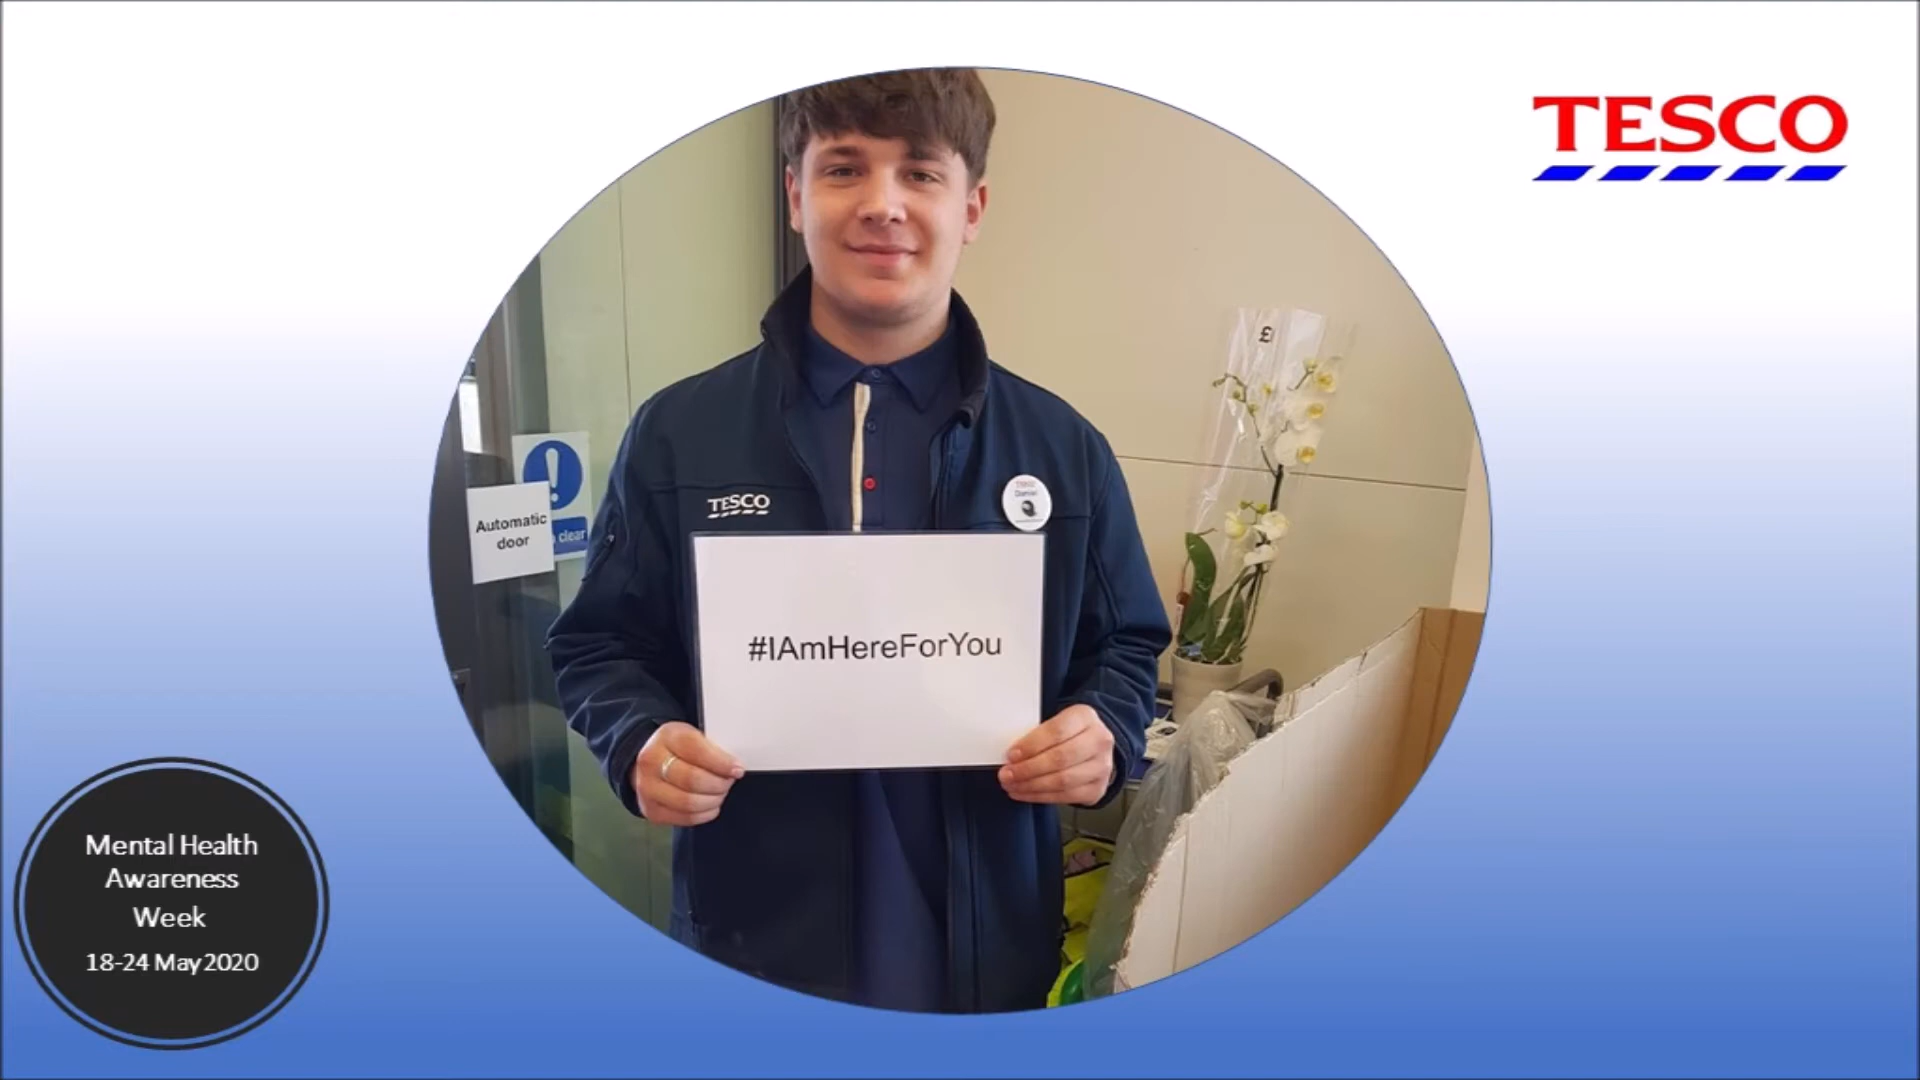 TESCO
£
TESCO
Automatic
door
clear
#IAmHereForYou
Mental Health
Awareness
Week
18-24 May 2020